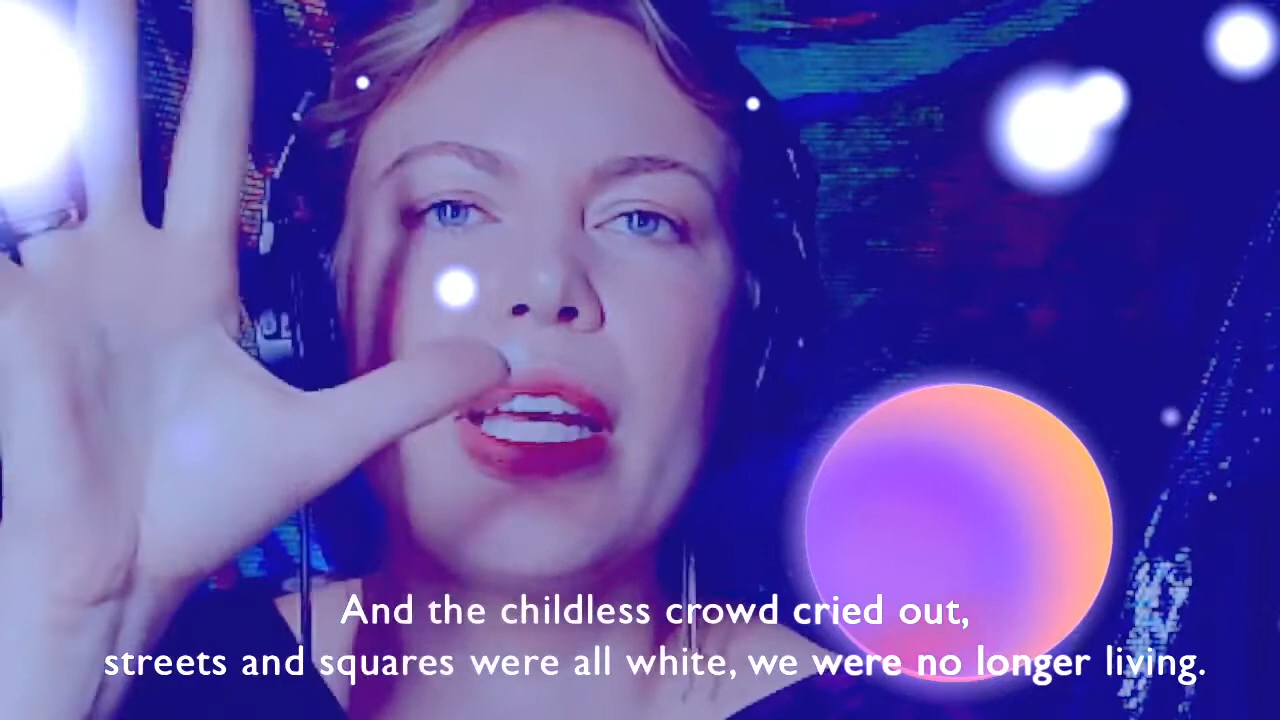 And the childless crowd cried out,
streets and squares were all white, we were no longer living.